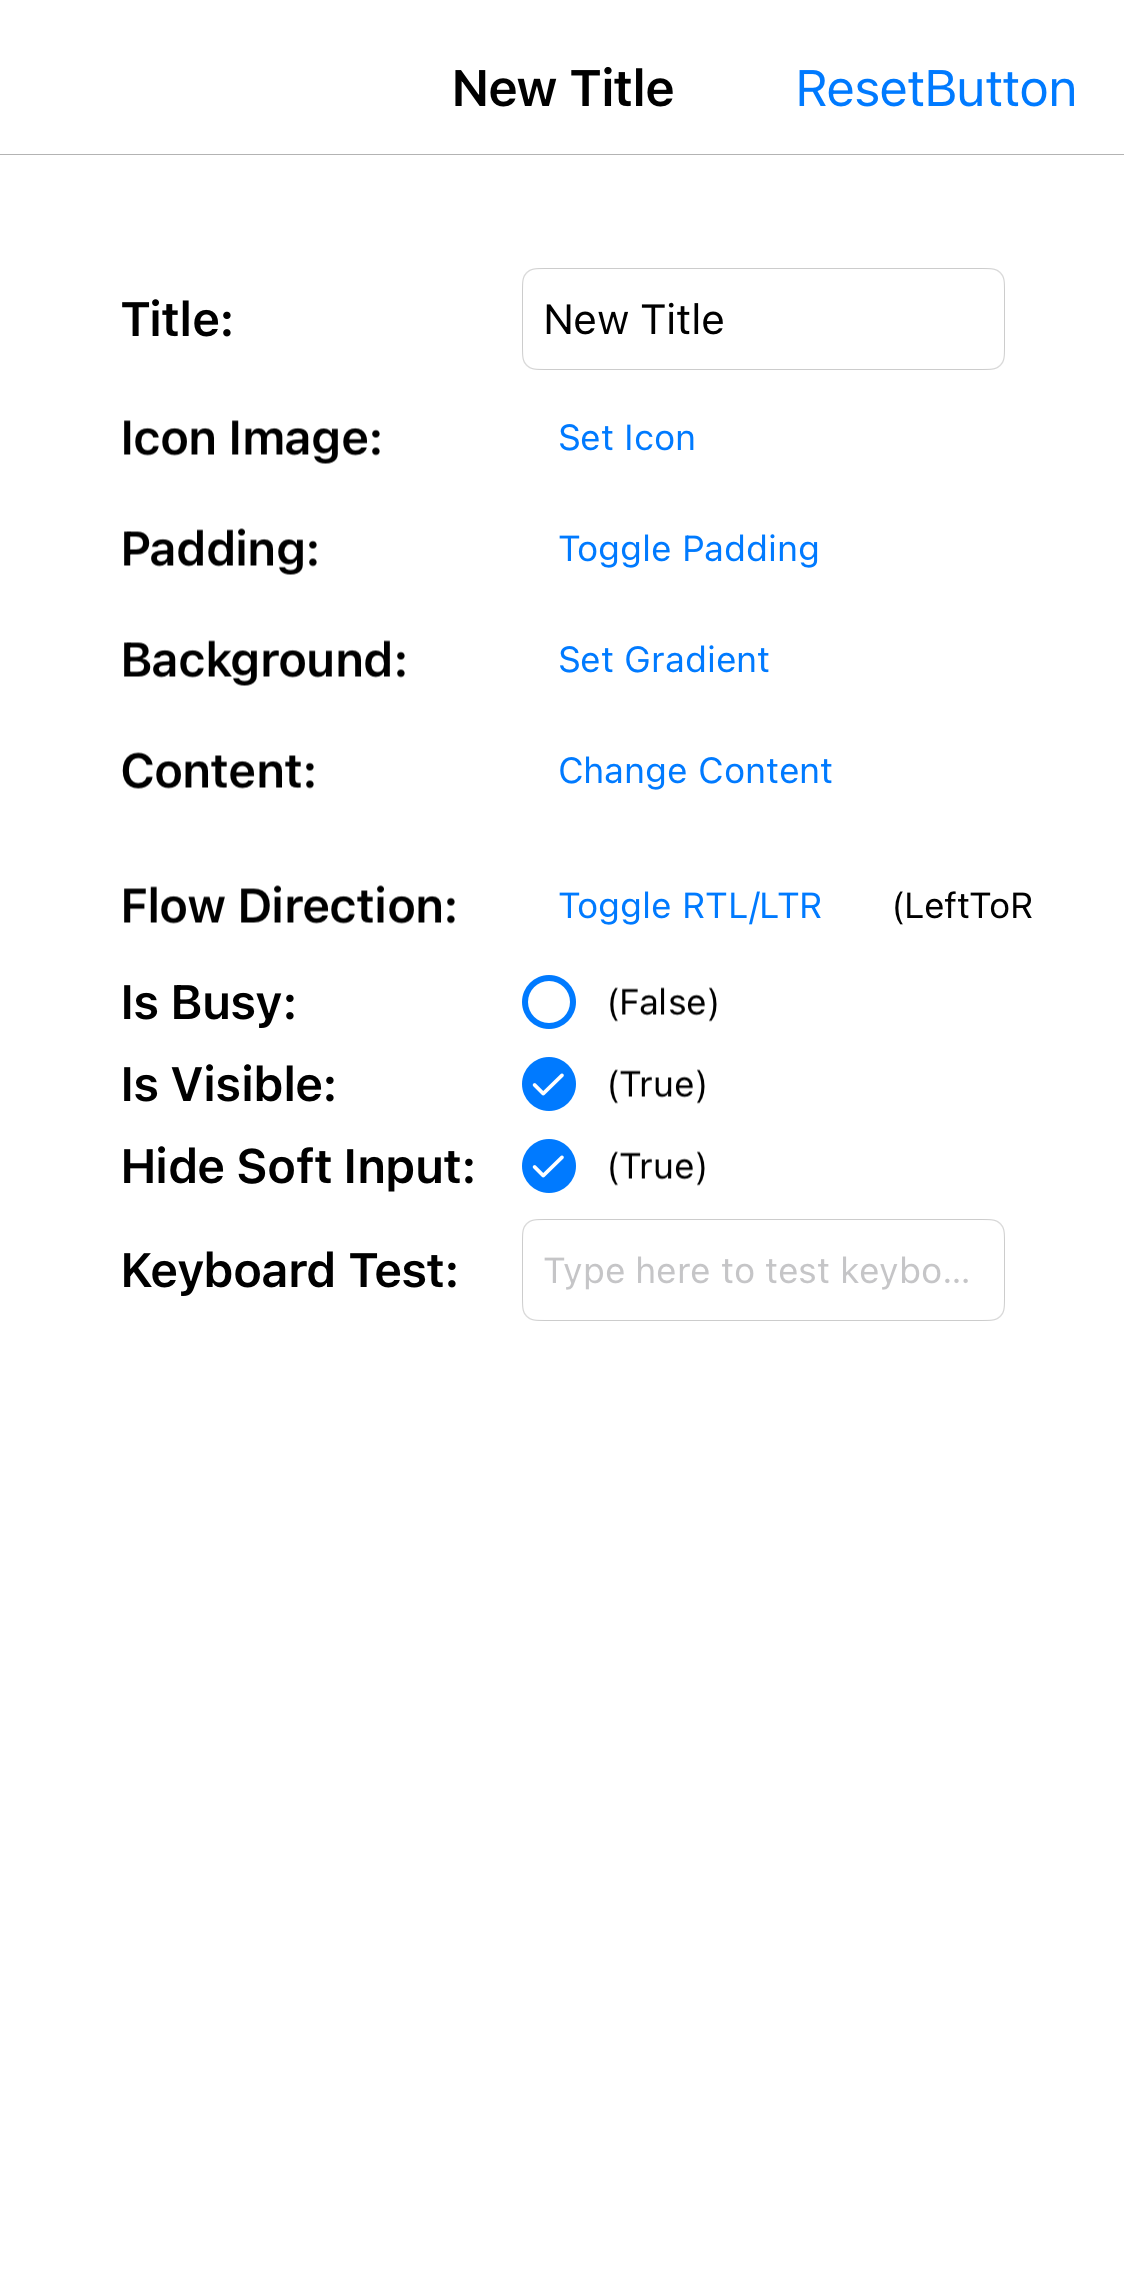 New Title ResetButton
Title: New Title
Icon Image: Set Icon
Padding: Toggle Padding
Background: Set Gradient
Content: Change Content
Flow Direction: Toggle RTL/LTR (LeftToR
Is Busy: (False)
Is Visible: (True)
Hide Soft Input: (True)
Keyboard Test: Type here to test keybo...